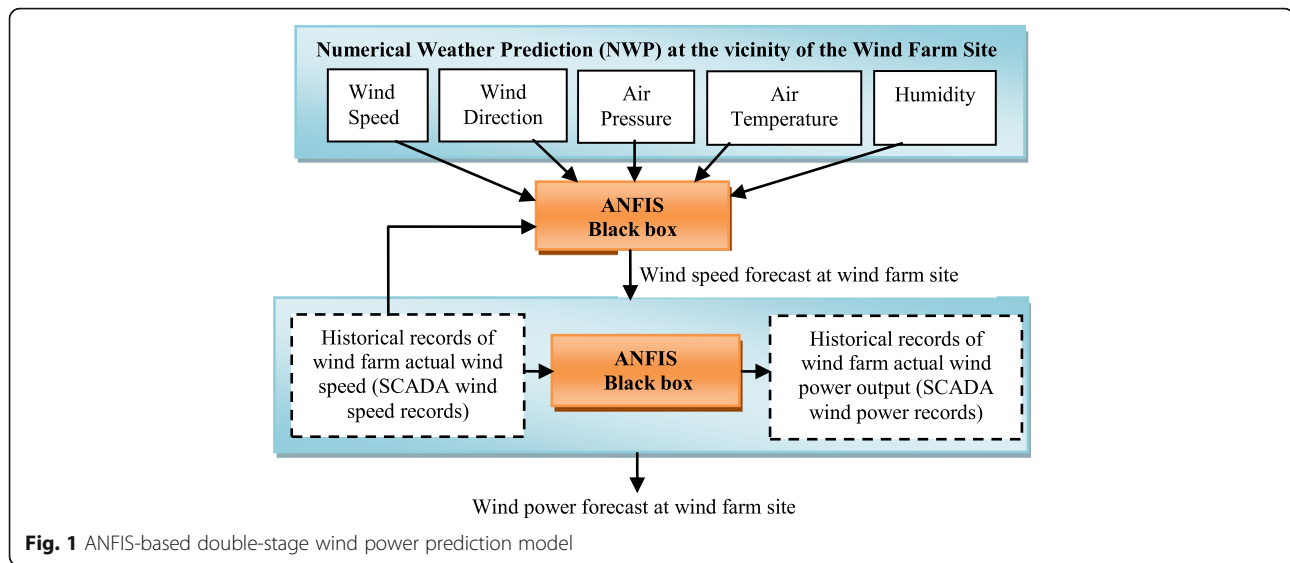 Numerical Weather Prediction (NWP) at the vicinity of the Wind Farm Site
Wind
Speed
Wind
Direction
Air
Pressure
Air
Temperature
Humidity
ANFIS
Black box
Wind speed forecast at wind farm site
Historical records of
wind farm actual wind
speed (SCADA wind
speed records)
ANFIS
Black box
Historical records of
wind farm actual wind
power output (SCADA
wind power records)
Wind power forecast at wind farm site
Fig. 1 ANFIS-based double-stage wind power prediction model